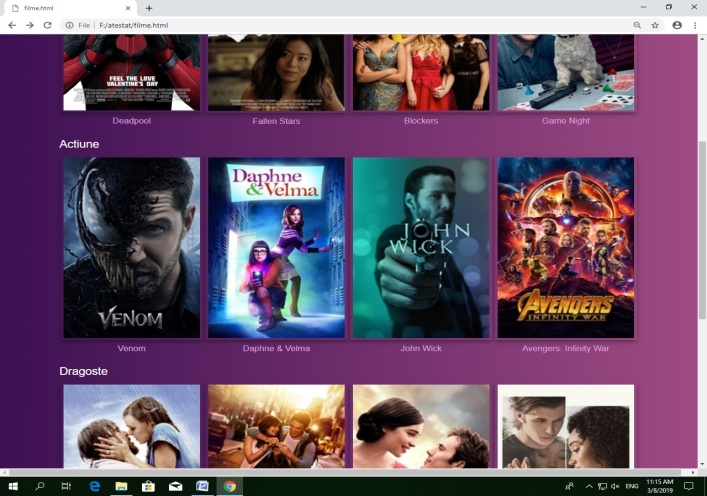 filme.html
File | F:/atestat/filme.html
FEEL THE LOVE
VALENTINE'S DAY
Deadpool
Fallen Stars
Blockers
Game Night
Actiune
VENOM
Daphne
& Velma
JOHN
WICK
AVENGERS
INFINITY WAR
Venom
Daphne & Velma
John Wick
Avengers: Infinity War
Dragoste
ENG
11:15 AM
3/8/2019